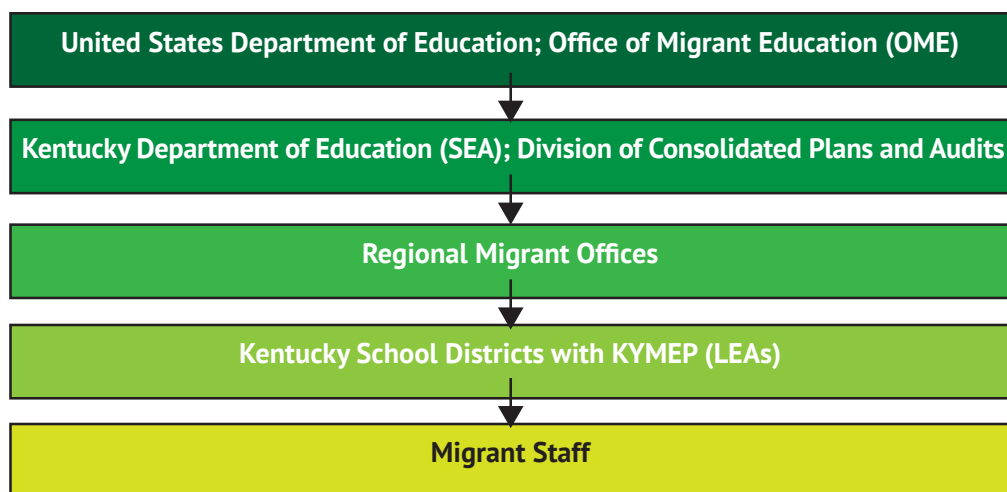 United States Department of Education; Office of Migrant Education (OME)
Kentucky Department of Education (SEA); Division of Consolidated Plans and Audits
Regional Migrant Offices
Kentucky School Districts with KYMEP (LEAs)
Migrant Staff